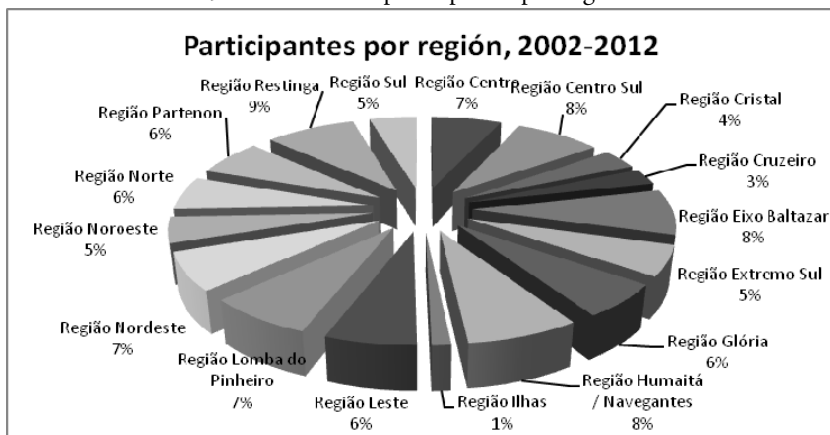 Participantes por región, 2002-2012
Região Centro
7%
Região Centro Sul
8%
Região Cristal
4%
Região Cruzeiro
3%
Região Eixo Baltazar
8%
Região Extremo Sul
5%
Região Glória
6%
Região Humaitá
/ Navegantes
8%
Região Ilhas
1%
Região Leste
6%
Região Lomba do
Pinheiro
7%
Região Nordeste
7%
Região Noroeste
5%
Região Norte
6%
Região Partenon
6%
Região Restinga
9%
Região Sul
5%